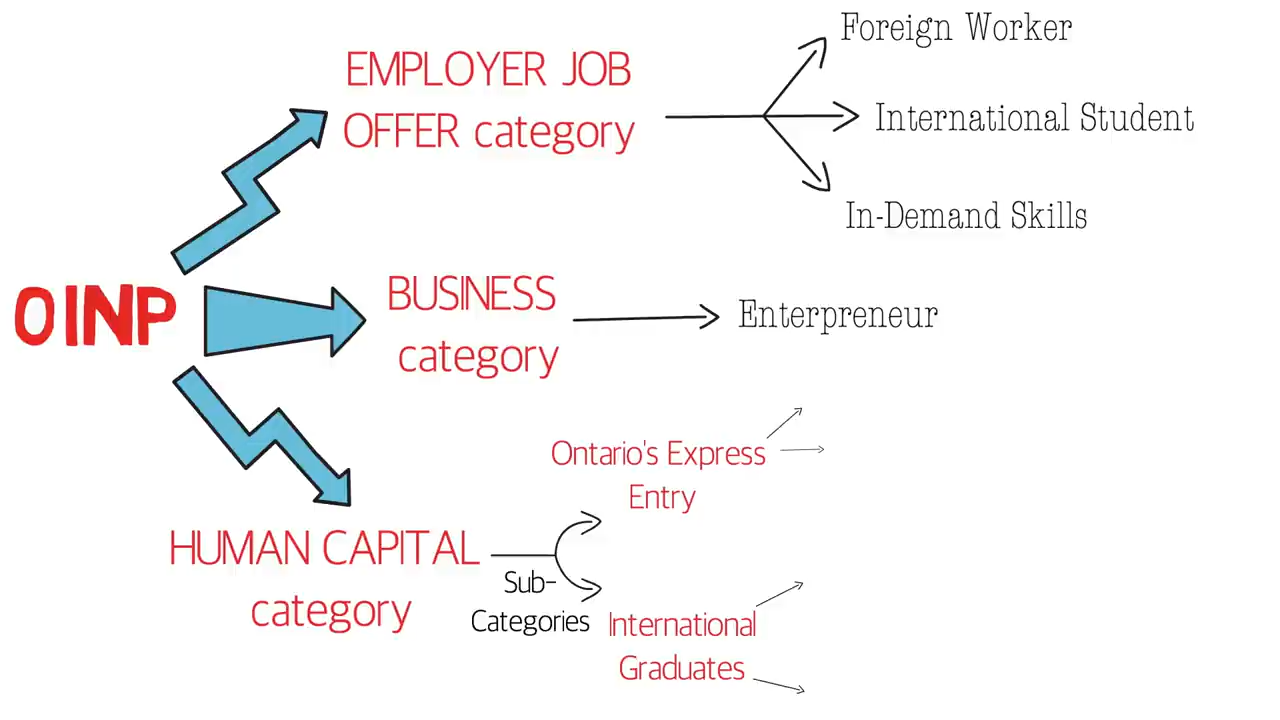 OINP
EMPLOYER JOB
OFFER category
Foreign Worker
International Student
In-Demand Skills
BUSINESS
category
Enterpreneur
HUMAN CAPITAL
category
Sub-
Categories
Ontario's Express
Entry
International
Graduates